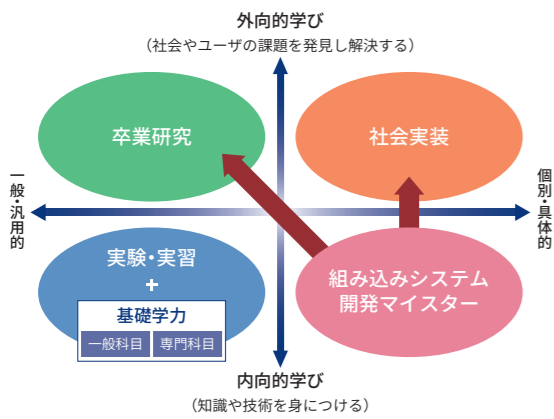 外向的学び
（社会やユーザの課題を発見し解決する）
卒業研究
社会実装
一般・汎用的
個別・具体的
実験・実習
+
基礎学力
一般科目
専門科目
組み込みシステム
開発マイスター
内向的学び
（知識や技術を身につける）